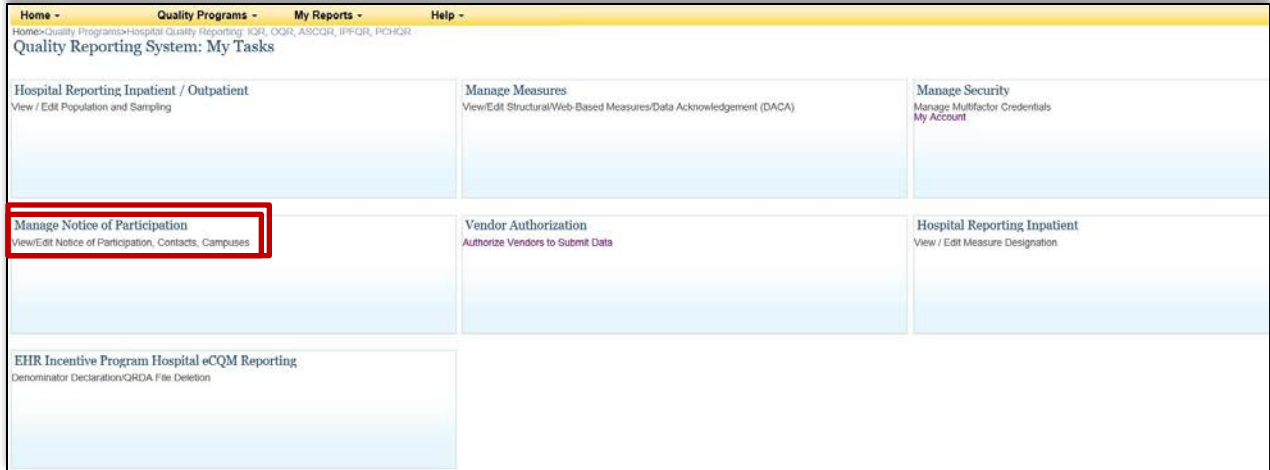 Home - Quality Programs - My Reports - Help -
Home>Quality Programs>Hospital Quality Reporting: IQR, OQR, ASCQR, IPFQR, PCHQR
Quality Reporting System: My Tasks
Hospital Reporting Inpatient / Outpatient
View / Edit Population and Sampling
Manage Measures
View/Edit Structural/Web-Based Measures/Data Acknowledgement (DACA)
Manage Security
Manage Multifactor Credentials
My Account
Manage Notice of Participation
View/Edit Notice of Participation, Contacts, Campuses
Vendor Authorization
Authorize Vendors to Submit Data
Hospital Reporting Inpatient
View / Edit Measure Designation
EHR Incentive Program Hospital eCQM Reporting
Denominator Declaration/QRDA File Deletion